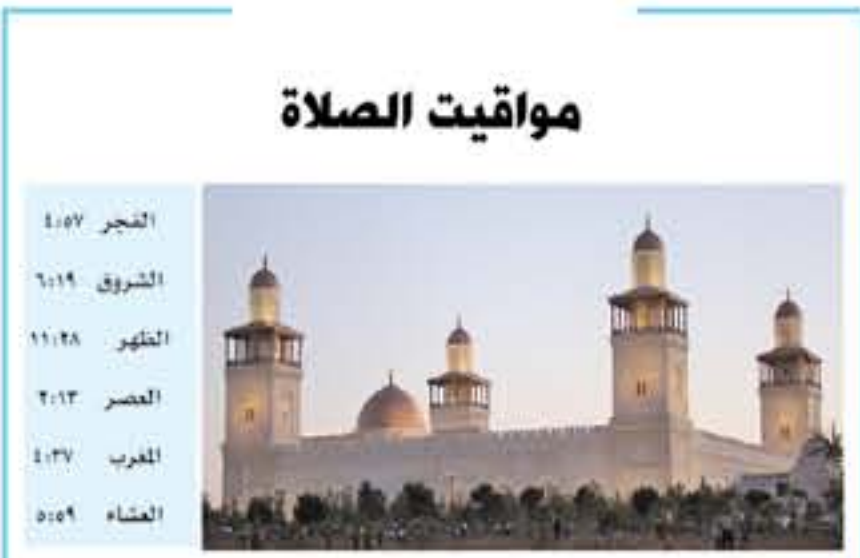 مواقيت الصلاة
الفجر ٤:٥٧
الشروق ٦:١٩
الظهر ١١:٢٨
العصر ٢:١٣
المغرب ٤:٣٧
العشاء ٥:٥٩